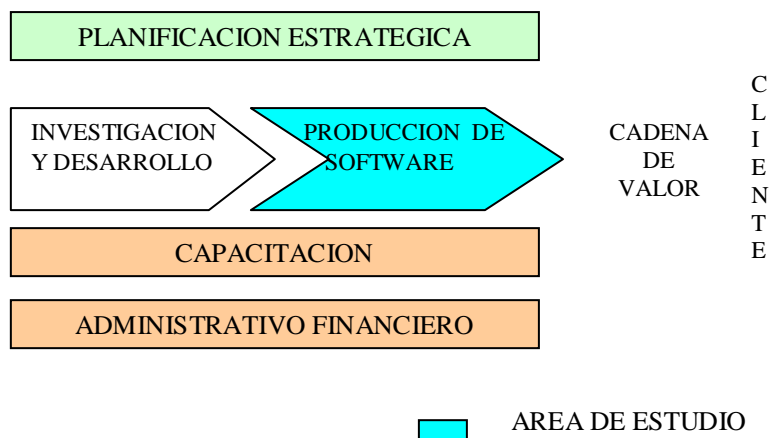 PLANIFICACION ESTRATEGICA
INVESTIGACION
Y DESARROLLO
PRODUCCION DE
SOFTWARE
CADENA
DE
VALOR
C
L
I
E
N
T
E
CAPACITACION
ADMINISTRATIVO FINANCIERO
AREA DE ESTUDIO